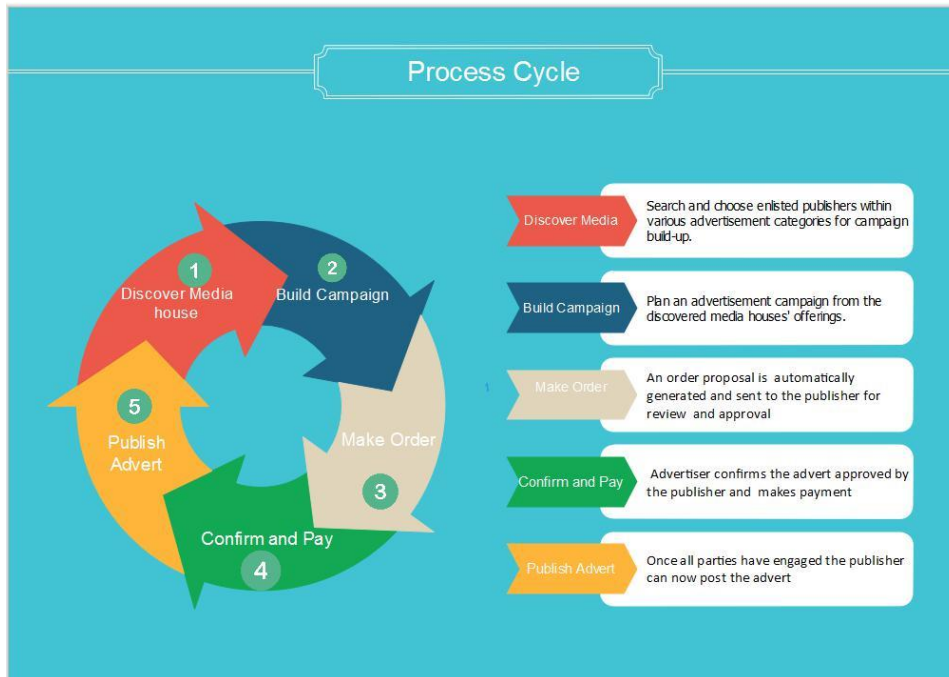 Process Cycle
1
Discover Media
house
2
Build Campaign
Make Order
3
Confirm and Pay
4
5
Publish
Advert
Discover Media
Search and choose enlisted publishers within
various advertisement categories for campaign
build-up.
Build Campaign
Plan an advertisement campaign from the
discovered media houses' offerings.
1
Make Order
An order proposal is automatically
generated and sent to the publisher for
review and approval
Confirm and Pay
Advertiser confirms the advert approved by
the publisher and makes payment
Publish Advert
Once all parties have engaged the publisher
can now post the advert